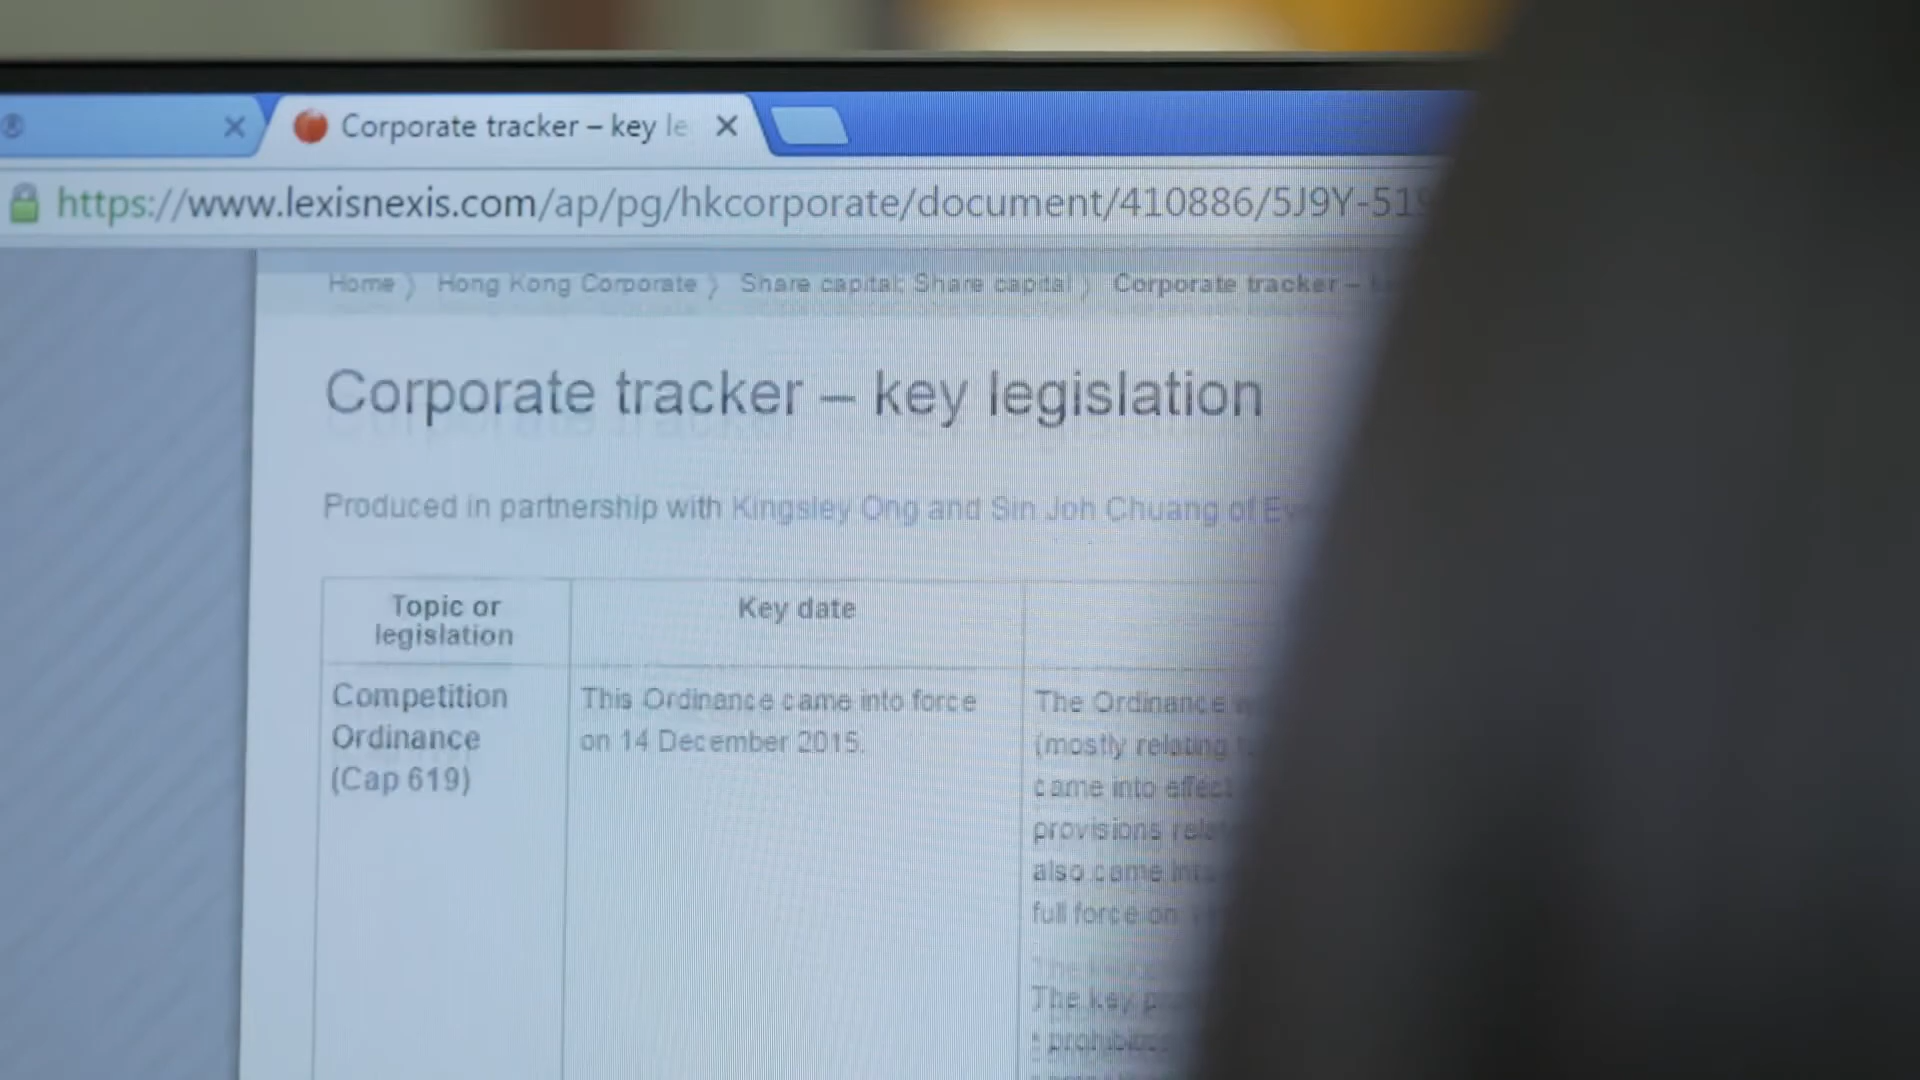 Corporate tracker – key le
https://www.lexisnexis.com/ap/pg/hkcorporate/document/410886/5J9Y-519
Home › Hong Kong Corporate › Share capital; Share capital › Corporate tracker –
Corporate tracker – key legislation
Produced in partnership with Kingsley Ong and Sin Joh Chuang of
Topic or
legislation
Key date
Competition
Ordinance
(Cap 619)
This Ordinance came into force
on 14 December 2015.
The Ordinance
(mostly relating
came into effect
provisions
also came
full force on
The key